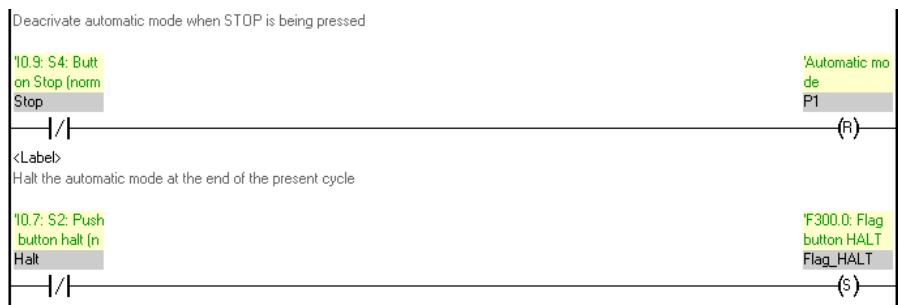 Deacrivate automatic mode when STOP is being pressed
'I0.9: S4: Butt 'Automatic mo
on Stop (norm de
Stop P1
(R)
<Label>
Halt the automatic mode at the end of the present cycle
'I0.7: S2: Push 'F300.0: Flag
button halt (n button HALT
Halt Flag_HALT
(S)